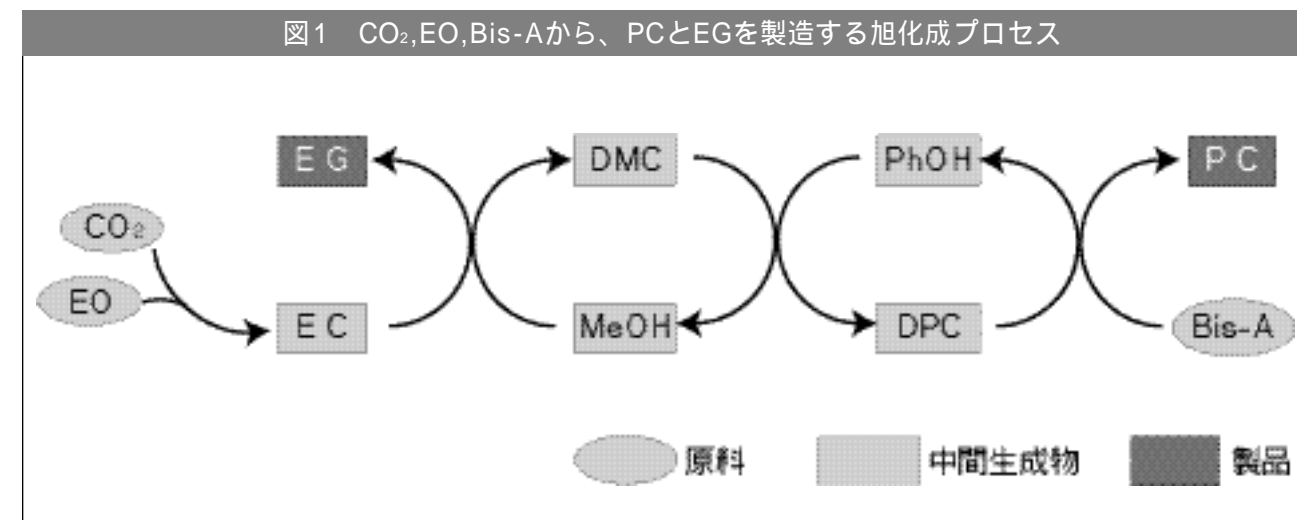 図1 CO₂,EO,Bis-Aから、PCとEGを製造する旭化成プロセス
EG
DMC
PhOH
PC
CO₂
EO
EC
MeOH
DPC
Bis-A
原料
中間生成物
製品